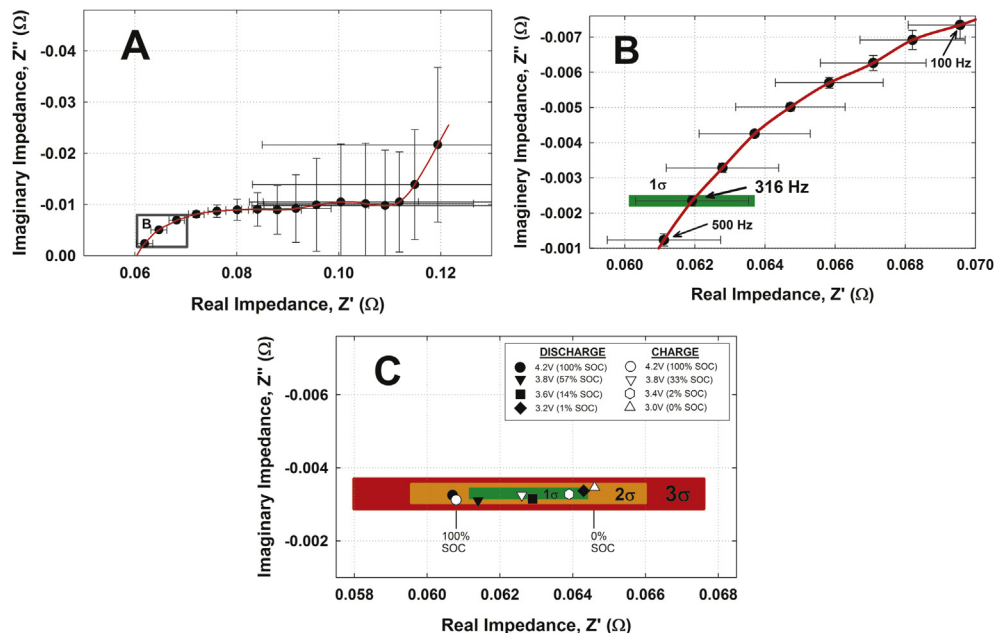 A
Imaginary Impedance, Z'' (Ω)
-0.04
-0.03
-0.02
-0.01
0.00
B
0.06
0.08
0.10
0.12
Real Impedance, Z' (Ω)
B
Imaginery Impedance, Z'' (Ω)
-0.007
-0.006
-0.005
-0.004
-0.003
-0.002
-0.001
100 Hz
1σ
316 Hz
500 Hz
0.060
0.062
0.064
0.066
0.068
0.070
Real Impedance, Z' (Ω)
C
Imaginary Impedance, Z'' (Ω)
-0.006
-0.004
-0.002
DISCHARGE
4.2V (100% SOC)
3.8V (57% SOC)
3.6V (14% SOC)
3.2V (1% SOC)
CHARGE
4.2V (100% SOC)
3.8V (33% SOC)
3.4V (2% SOC)
3.0V (0% SOC)
1σ
2σ
3σ
100%
SOC
0%
SOC
0.058
0.060
0.062
0.064
0.066
0.068
Real Impedance, Z' (Ω)